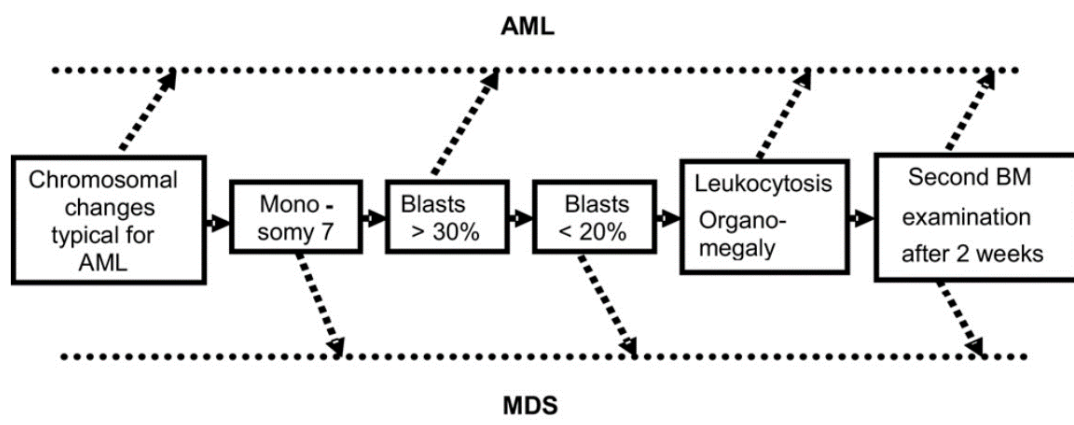 AML
Chromosomal
changes
typical for
AML
Mono -
somy 7
Blasts
> 30%
Blasts
< 20%
Leukocytosis
Organo-
megaly
Second BM
examination
after 2 weeks
MDS